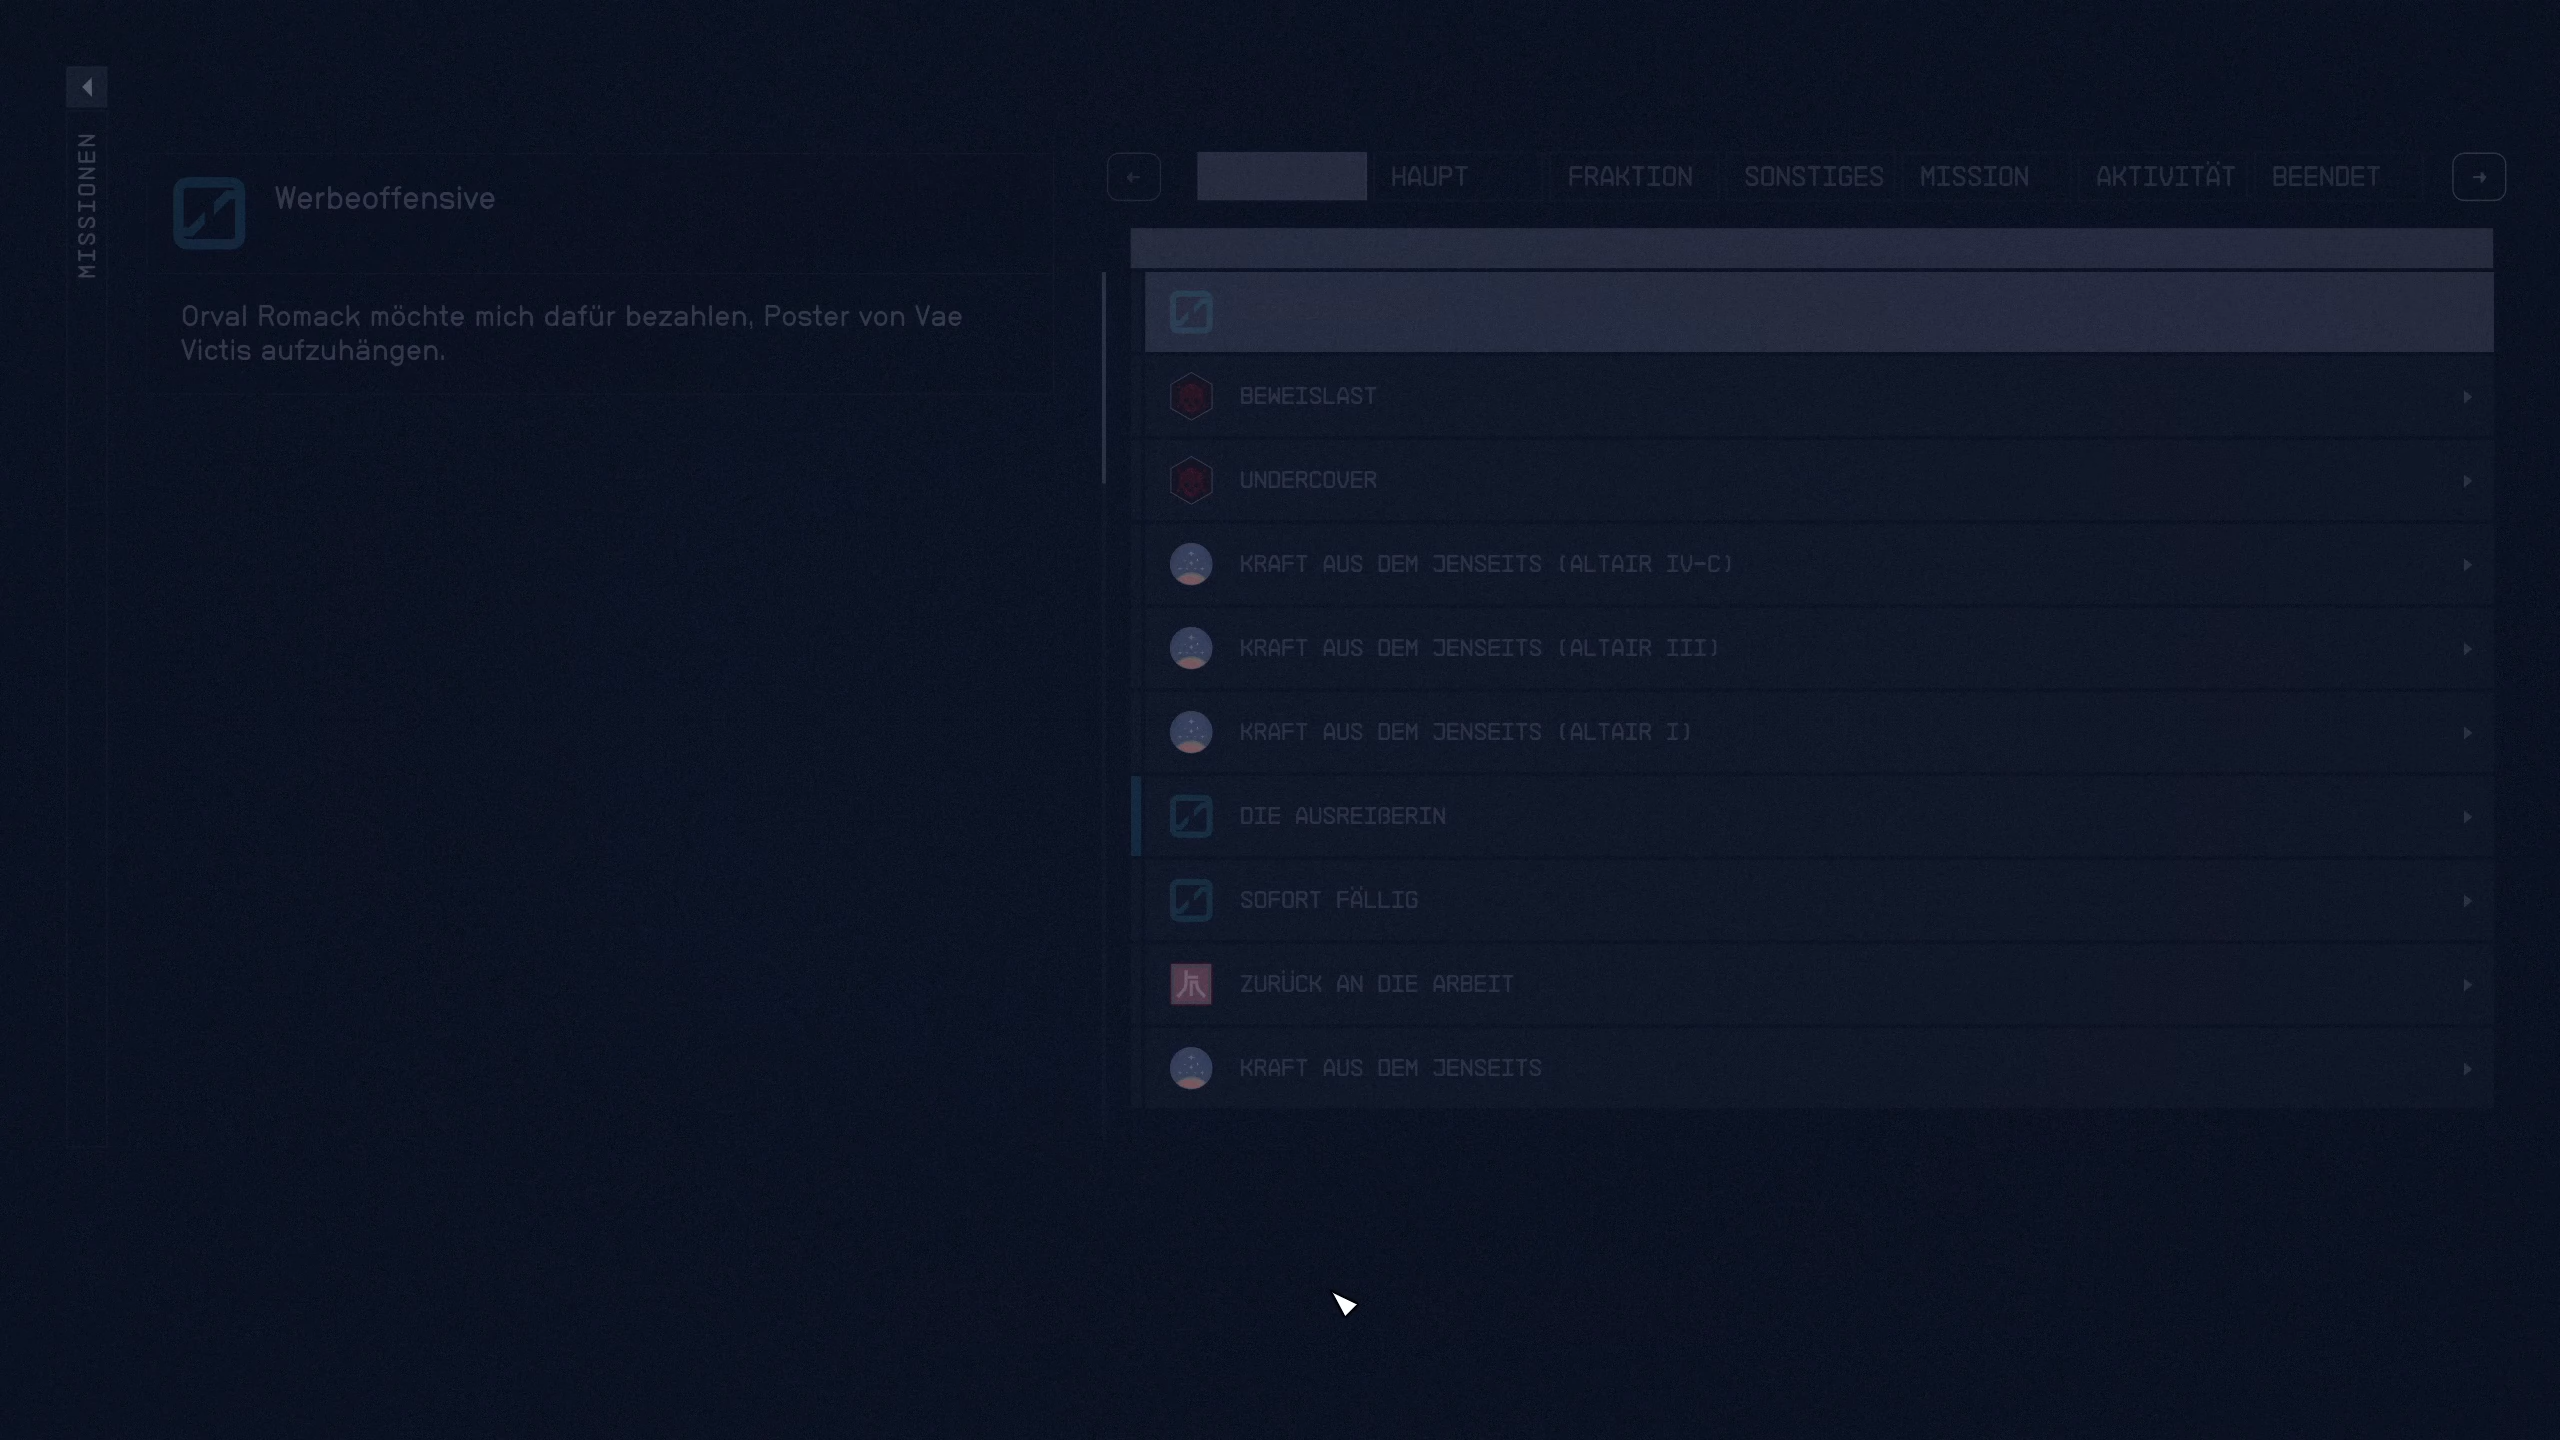 MISSIONEN
Werbeoffensive
Orval Romack möchte mich dafür bezahlen, Poster von Vae
Victis aufzuhängen.
HAUPT
FRAKTION
SONSTIGES
MISSION
AKTIVITÄT
BEENDET
BEWEISLAST
UNDERCOVER
KRAFT AUS DEM JENSEITS (ALTAIR IV-C)
KRAFT AUS DEM JENSEITS (ALTAIR III)
KRAFT AUS DEM JENSEITS (ALTAIR I)
DIE AUSREIßERIN
SOFORT FÄLLIG
ZURÜCK AN DIE ARBEIT
KRAFT AUS DEM JENSEITS